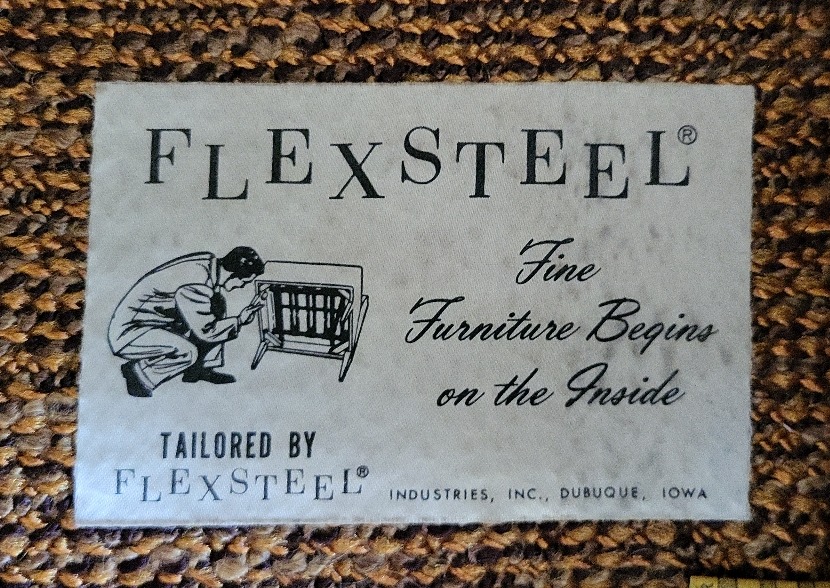 FLEXSTEEL®
Fine
Furniture Begins
on the Inside
TAILORED BY
FLEXSTEEL® INDUSTRIES, INC., DUBUQUE, IOWA